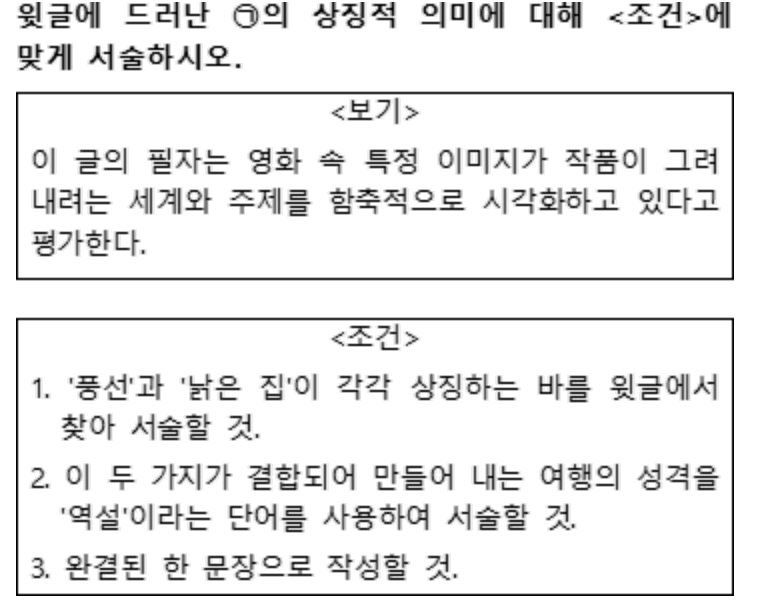 윗글에 드러난 ㉠의 상징적 의미에 대해 <조건>에
맞게 서술하시오.
<보기>
이 글의 필자는 영화 속 특정 이미지가 작품이 그려
내려는 세계와 주제를 함축적으로 시각화하고 있다고
평가한다.
<조건>
1. '풍선'과 '낡은 집'이 각각 상징하는 바를 윗글에서
찾아 서술할 것.
2. 이 두 가지가 결합되어 만들어 내는 여행의 성격을
'역설'이라는 단어를 사용하여 서술할 것.
3. 완결된 한 문장으로 작성할 것.